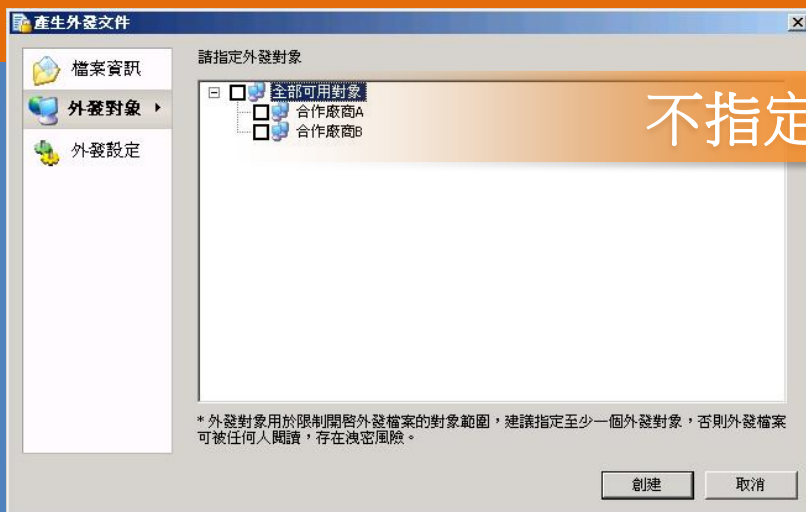 產生外發文件
檔案資訊
外發對象
外發設定
請指定外發對象
全部可用對象
合作廠商A
合作廠商B
不指定
* 外發對象用於限制開啓外發檔案的對象範圍，建議指定至少一個外發對象，否則外發檔案
可被任何人閱讀，存在洩密風險。
創建
取消